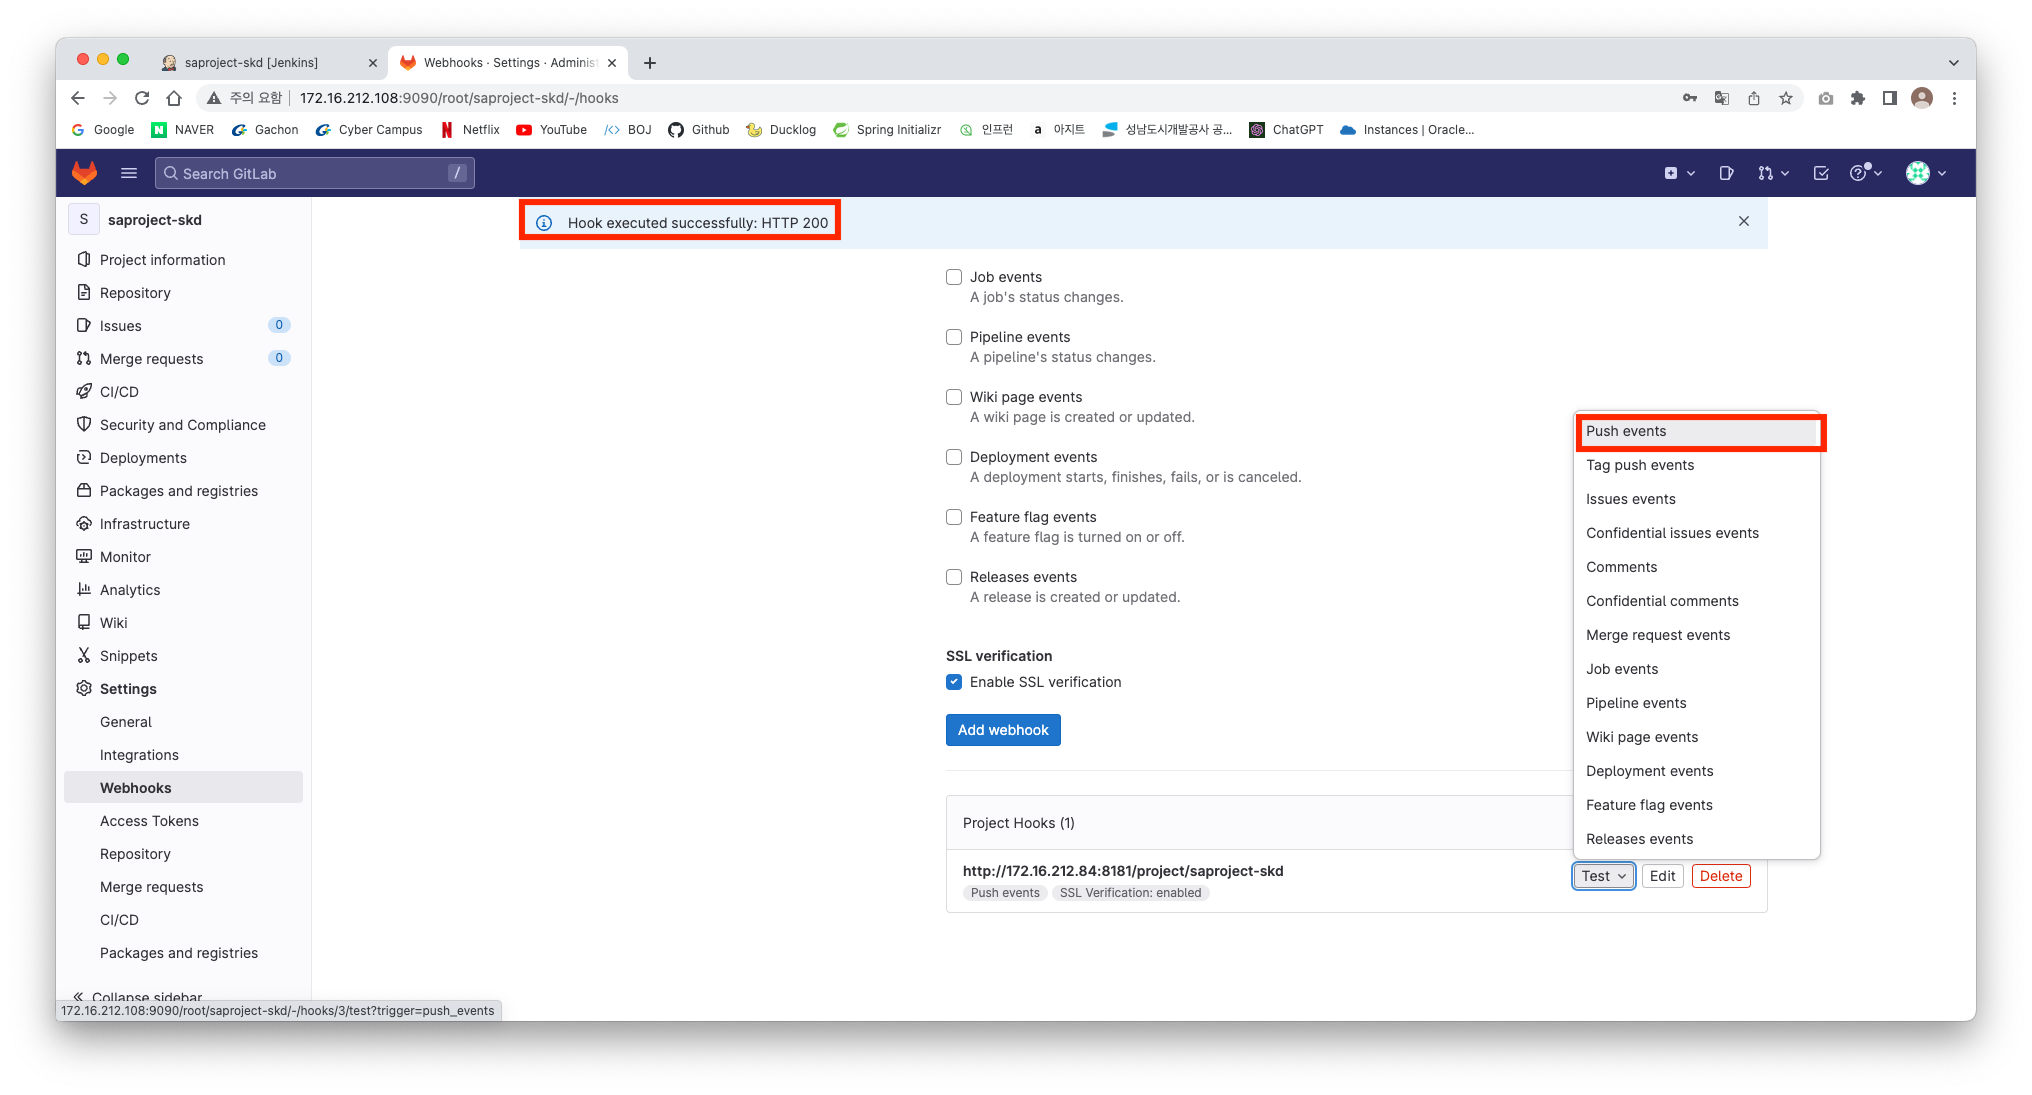 saproject-skd [Jenkins]
Webhooks · Settings · Adminis
주의 요함
172.16.212.108:9090/root/saproject-skd/-/hooks
Google
NAVER
Gachon
Cyber Campus
Netflix
YouTube
BOJ
Github
Ducklog
Spring Initializr
인프런
아지트
성남도시개발공사 공...
ChatGPT
Instances | Oracle...
Search GitLab
/
S
saproject-skd
Project information
Repository
Issues 0
Merge requests 0
CI/CD
Security and Compliance
Deployments
Packages and registries
Infrastructure
Monitor
Analytics
Wiki
Snippets
Settings
General
Integrations
Webhooks
Access Tokens
Repository
Merge requests
CI/CD
Packages and registries
Collapse sidebar
172.16.212.108:9090/root/saproject-skd/-/hooks/3/test?trigger=push_events
Hook executed successfully: HTTP 200
Job events
A job's status changes.
Pipeline events
A pipeline's status changes.
Wiki page events
A wiki page is created or updated.
Deployment events
A deployment starts, finishes, fails, or is canceled.
Feature flag events
A feature flag is turned on or off.
Releases events
A release is created or updated.
SSL verification
Enable SSL verification
Add webhook
Project Hooks (1)
http://172.16.212.84:8181/project/saproject-skd
Push events
SSL Verification: enabled
Push events
Tag push events
Issues events
Confidential issues events
Comments
Confidential comments
Merge request events
Job events
Pipeline events
Wiki page events
Deployment events
Feature flag events
Releases events
Test
Edit
Delete